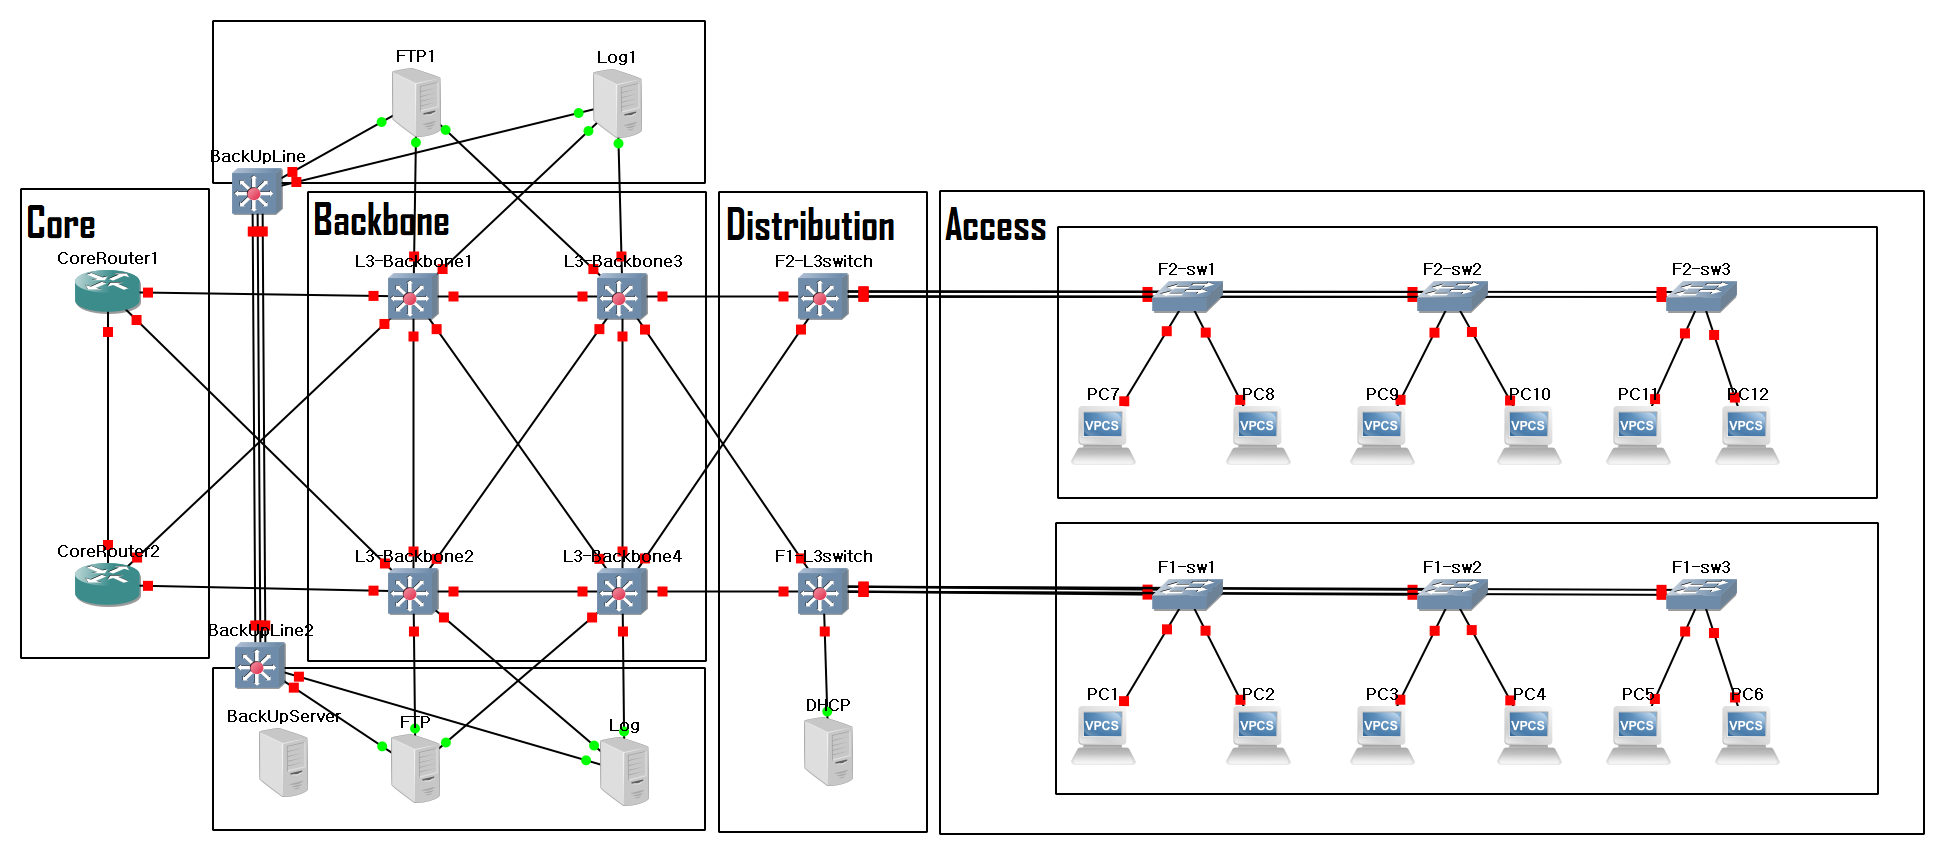 FTP1
Log1
BackUpLine
Core
Backbone
Distribution
Access
CoreRouter1
L3-Backbone1
L3-Backbone3
F2-L3switch
F2-sw1
F2-sw2
F2-sw3
PC7
PC8
PC9
PC10
PC11
PC12
VPCS
VPCS
VPCS
VPCS
VPCS
VPCS
CoreRouter2
L3-Backbone2
L3-Backbone4
F1-L3switch
F1-sw1
F1-sw2
F1-sw3
BackUpLine2
PC1
PC2
PC3
PC4
PC5
PC6
VPCS
VPCS
VPCS
VPCS
VPCS
VPCS
BackUpServer
FTP
Log
DHCP